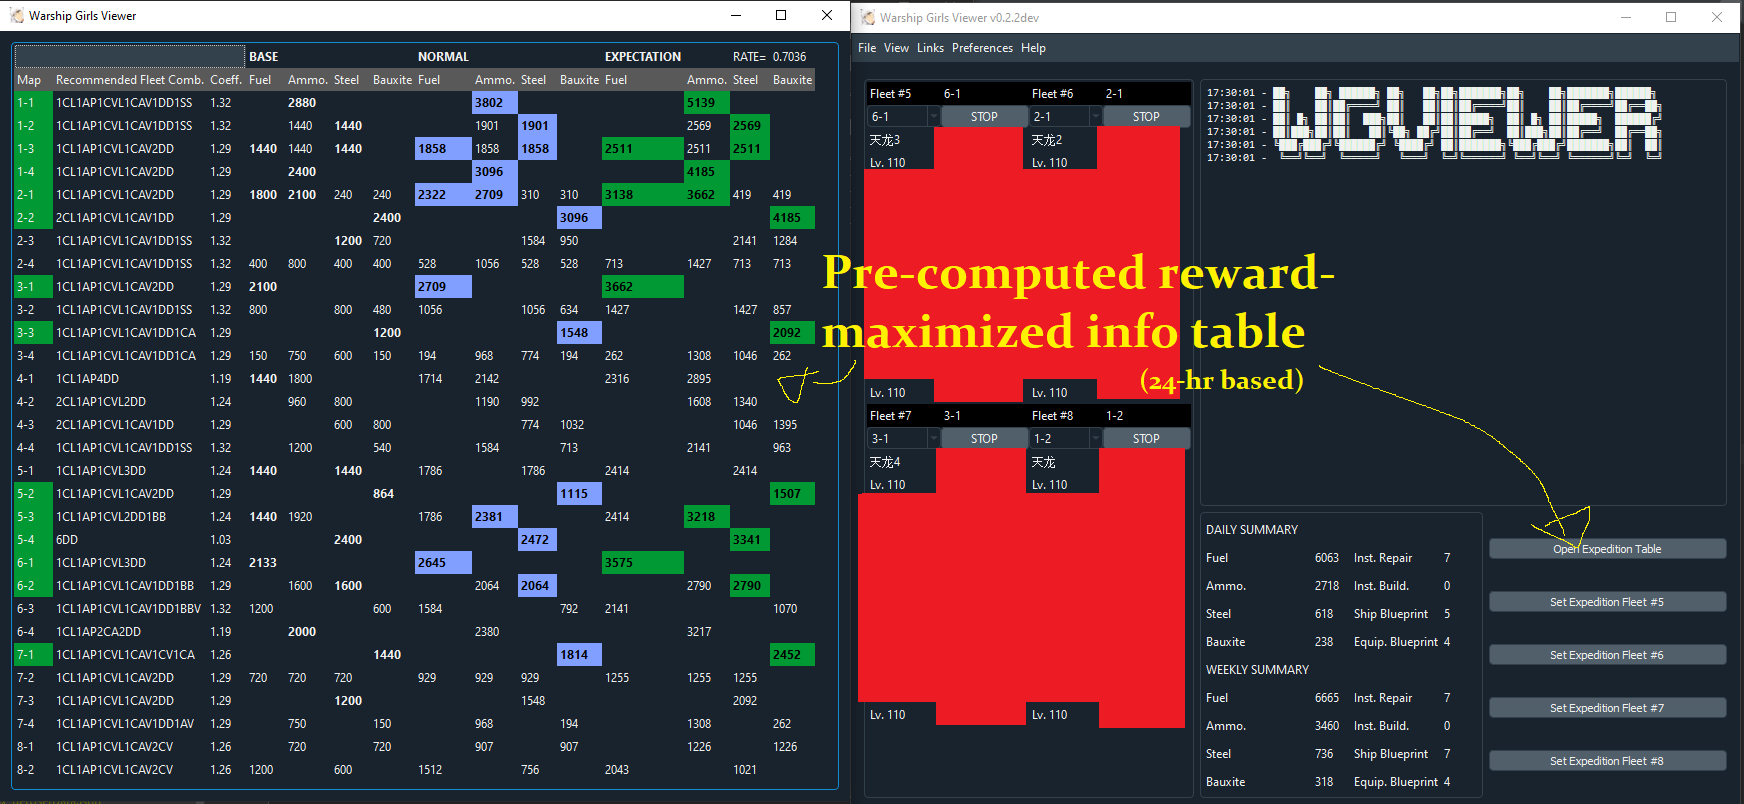 Warship Girls Viewer
BASE NORMAL EXPECTATION RATE= 0.7036
Map Recommended Fleet Comb. Coeff. Fuel Ammo. Steel Bauxite Fuel Ammo. Steel Bauxite Fuel Ammo. Steel Bauxite
1-1 1CL1AP1CVL1CAV1DD1SS 1.32 2880 3802 5139
1-2 1CL1AP1CVL1CAV1DD1SS 1.32 1440 1440 1901 1901 2569 2569
1-3 1CL1AP1CVL1CAV2DD 1.29 1440 1440 1440 1858 1858 1858 2511 2511 2511
1-4 1CL1AP1CVL1CAV2DD 1.29 2400 3096 4185
2-1 1CL1AP1CVL1CAV2DD 1.29 1800 2100 240 240 2322 2709 310 310 3138 3662 419 419
2-2 2CL1AP1CVL1CAV1DD 1.29 2400 3096 4185
2-3 1CL1AP1CVL1CAV1DD1SS 1.32 1200 720 1584 950 2141 1284
2-4 1CL1AP1CVL1CAV1DD1SS 1.32 400 800 400 400 528 1056 528 528 713 1427 713 713
3-1 1CL1AP1CVL1CAV2DD 1.29 2100 2709 3662
3-2 1CL1AP1CVL1CAV1DD1SS 1.32 800 800 480 1056 1056 634 1427 1427 857
3-3 1CL1AP1CVL1CAV1DD1CA 1.29 1200 1548 2092
3-4 1CL1AP1CVL1CAV1DD1CA 1.29 150 750 600 150 194 968 774 194 262 1308 1046 262
4-1 1CL1AP4DD 1.19 1440 1800 1714 2142 2316 2895
4-2 2CL1AP1CVL2DD 1.24 960 800 1190 992 1608 1340
4-3 2CL1AP1CVL1CAV1DD 1.29 600 800 774 1032 1046 1395
4-4 1CL1AP1CVL1CAV1DD1SS 1.32 1200 540 1584 713 2141 963
5-1 1CL1AP1CVL3DD 1.24 1440 1440 1786 1786 2414 2414
5-2 1CL1AP1CVL1CAV2DD 1.29 864 1115 1507
5-3 1CL1AP1CVL2DD1BB 1.24 1440 1920 1786 2381 2414 3218
5-4 6DD 1.03 2400 2472 3341
6-1 1CL1AP1CVL3DD 1.24 2133 2645 3575
6-2 1CL1AP1CVL1CAV1DD1BB 1.29 1600 1600 2064 2064 2790 2790
6-3 1CL1AP1CVL1CAV1DD1BBV 1.32 1200 600 1584 792 2141 1070
6-4 1CL1AP2CA2DD 1.19 2000 2380 3217
7-1 1CL1AP1CVL1CAV1CV1CA 1.26 1440 1814 2452
7-2 1CL1AP1CVL1CAV2DD 1.29 720 720 720 929 929 929 1255 1255 1255
7-3 1CL1AP1CVL1CAV2DD 1.29 1200 1548 2092
7-4 1CL1AP1CVL1CAV1DD1AV 1.29 750 150 968 194 1308 262
8-1 1CL1AP1CVL1CAV2CV 1.26 720 720 907 907 1226 1226
8-2 1CL1AP1CVL1CAV2CV 1.26 1200 600 1512 756 2043 1021
Warship Girls Viewer v0.2.2dev
File View Links Preferences Help
Fleet #5 6-1 Fleet #6 2-1
6-1 STOP 2-1 STOP
天龙3 天龙2
Lv. 110 Lv. 110
Lv. 110 Lv. 110
Fleet #7 3-1 Fleet #8 1-2
3-1 STOP 1-2 STOP
天龙4 天龙
Lv. 110 Lv. 110
Lv. 110 Lv. 110
17:30:01 -
17:30:01 -
17:30:01 -
17:30:01 -
17:30:01 -
17:30:01 -
WGViewer
Pre-computed reward-
maximized info table
(24-hr based)
DAILY SUMMARY
Fuel 6063 Inst. Repair 7
Ammo. 2718 Inst. Build. 0
Steel 618 Ship Blueprint 5
Bauxite 238 Equip. Blueprint 4
WEEKLY SUMMARY
Fuel 6665 Inst. Repair 7
Ammo. 3460 Inst. Build. 0
Steel 736 Ship Blueprint 7
Bauxite 318 Equip. Blueprint 4
Open Expedition Table
Set Expedition Fleet #5
Set Expedition Fleet #6
Set Expedition Fleet #7
Set Expedition Fleet #8